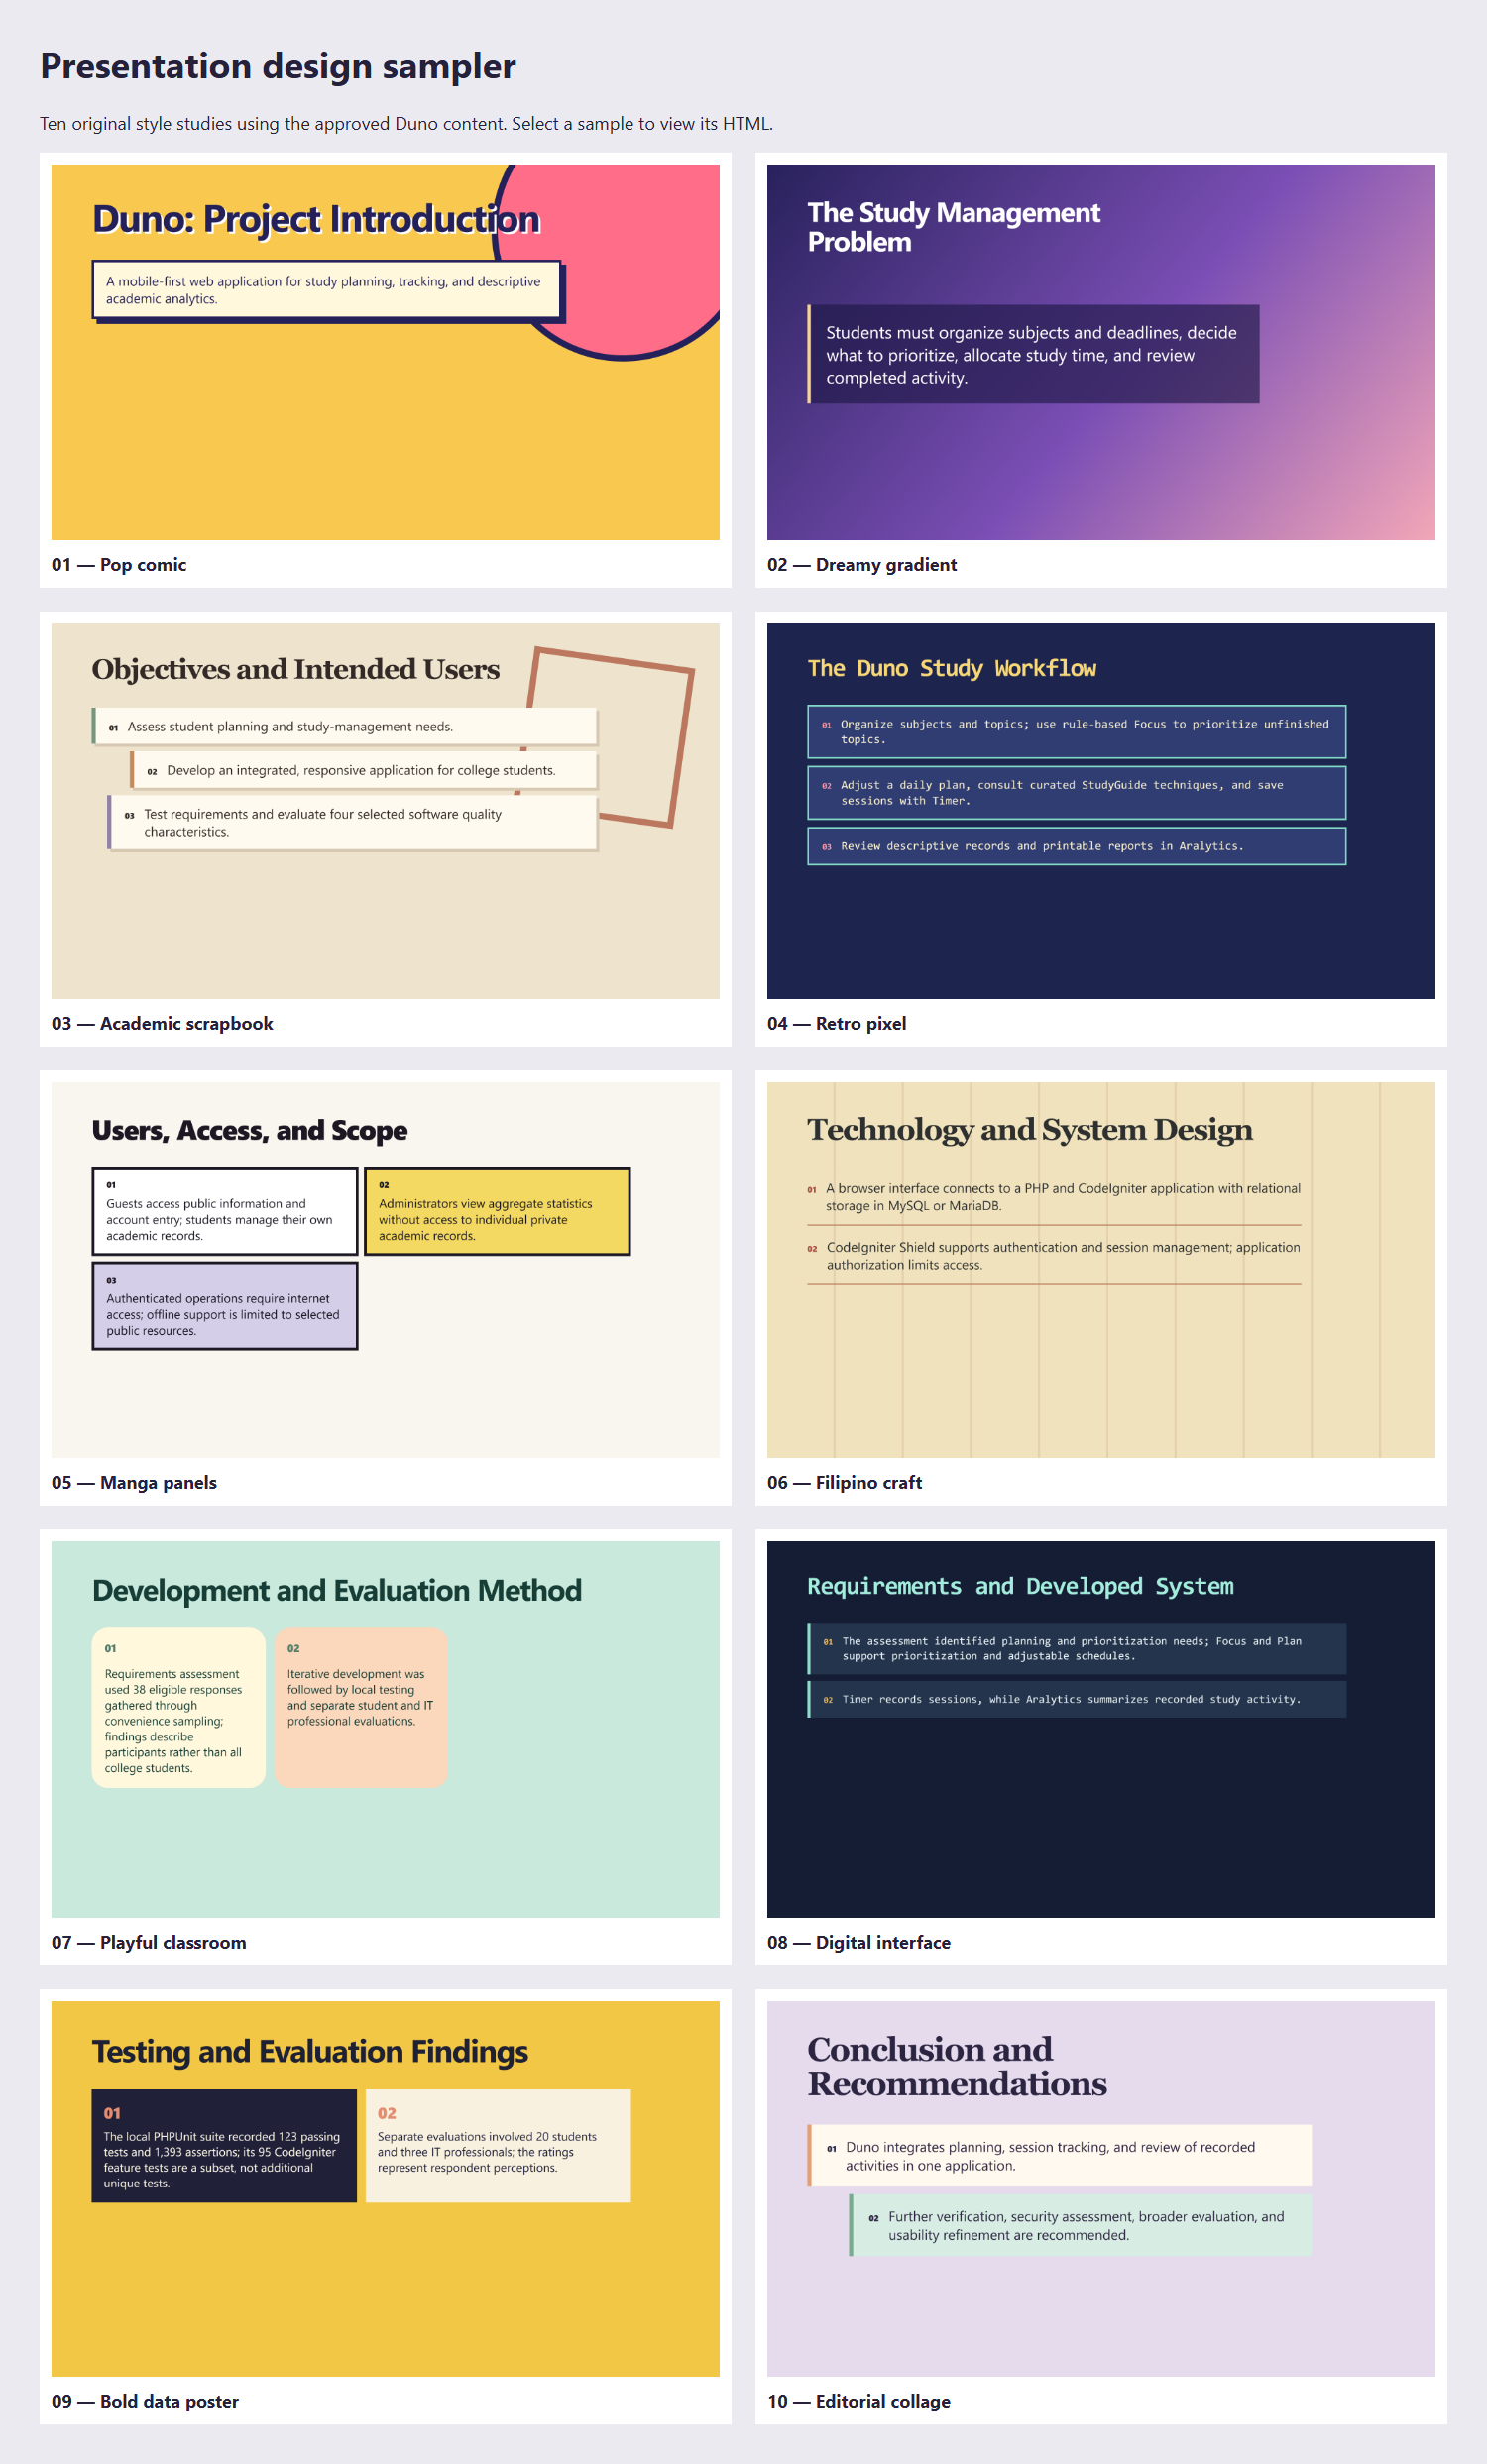 Presentation design sampler
Ten original style studies using the approved Duno content. Select a sample to view its HTML.
Duno: Project Introduction
A mobile-first web application for study planning, tracking, and descriptive
academic analytics.
01 — Pop comic
The Study Management
Problem
Students must organize subjects and deadlines, decide
what to prioritize, allocate study time, and review
completed activity.
02 — Dreamy gradient
Objectives and Intended Users
01 Assess student planning and study-management needs.
02 Develop an integrated, responsive application for college students.
03 Test requirements and evaluate four selected software quality
characteristics.
03 — Academic scrapbook
The Duno Study Workflow
01 Organize subjects and topics; use rule-based Focus to prioritize unfinished
topics.
02 Adjust a daily plan, consult curated StudyGuide techniques, and save
sessions with Timer.
03 Review descriptive records and printable reports in Aralytics.
04 — Retro pixel
Users, Access, and Scope
01
Guests access public information and
account entry; students manage their own
academic records.
02
Administrators view aggregate statistics
without access to individual private
academic records.
03
Authenticated operations require internet
access; offline support is limited to selected
public resources.
05 — Manga panels
Technology and System Design
01 A browser interface connects to a PHP and CodeIgniter application with relational
storage in MySQL or MariaDB.
02 CodeIgniter Shield supports authentication and session management; application
authorization limits access.
06 — Filipino craft
Development and Evaluation Method
01
Requirements assessment
used 38 eligible responses
gathered through
convenience sampling;
findings describe
participants rather than all
college students.
02
Iterative development was
followed by local testing
and separate student and IT
professional evaluations.
07 — Playful classroom
Requirements and Developed System
01 The assessment identified planning and prioritization needs; Focus and Plan
support prioritization and adjustable schedules.
02 Timer records sessions, while Aralytics summarizes recorded study activity.
08 — Digital interface
Testing and Evaluation Findings
01
The local PHPUnit suite recorded 123 passing
tests and 1,393 assertions; its 95 CodeIgniter
feature tests are a subset, not additional
unique tests.
02
Separate evaluations involved 20 students
and three IT professionals; the ratings
represent respondent perceptions.
09 — Bold data poster
Conclusion and
Recommendations
01 Duno integrates planning, session tracking, and review of recorded
activities in one application.
02 Further verification, security assessment, broader evaluation, and
usability refinement are recommended.
10 — Editorial collage